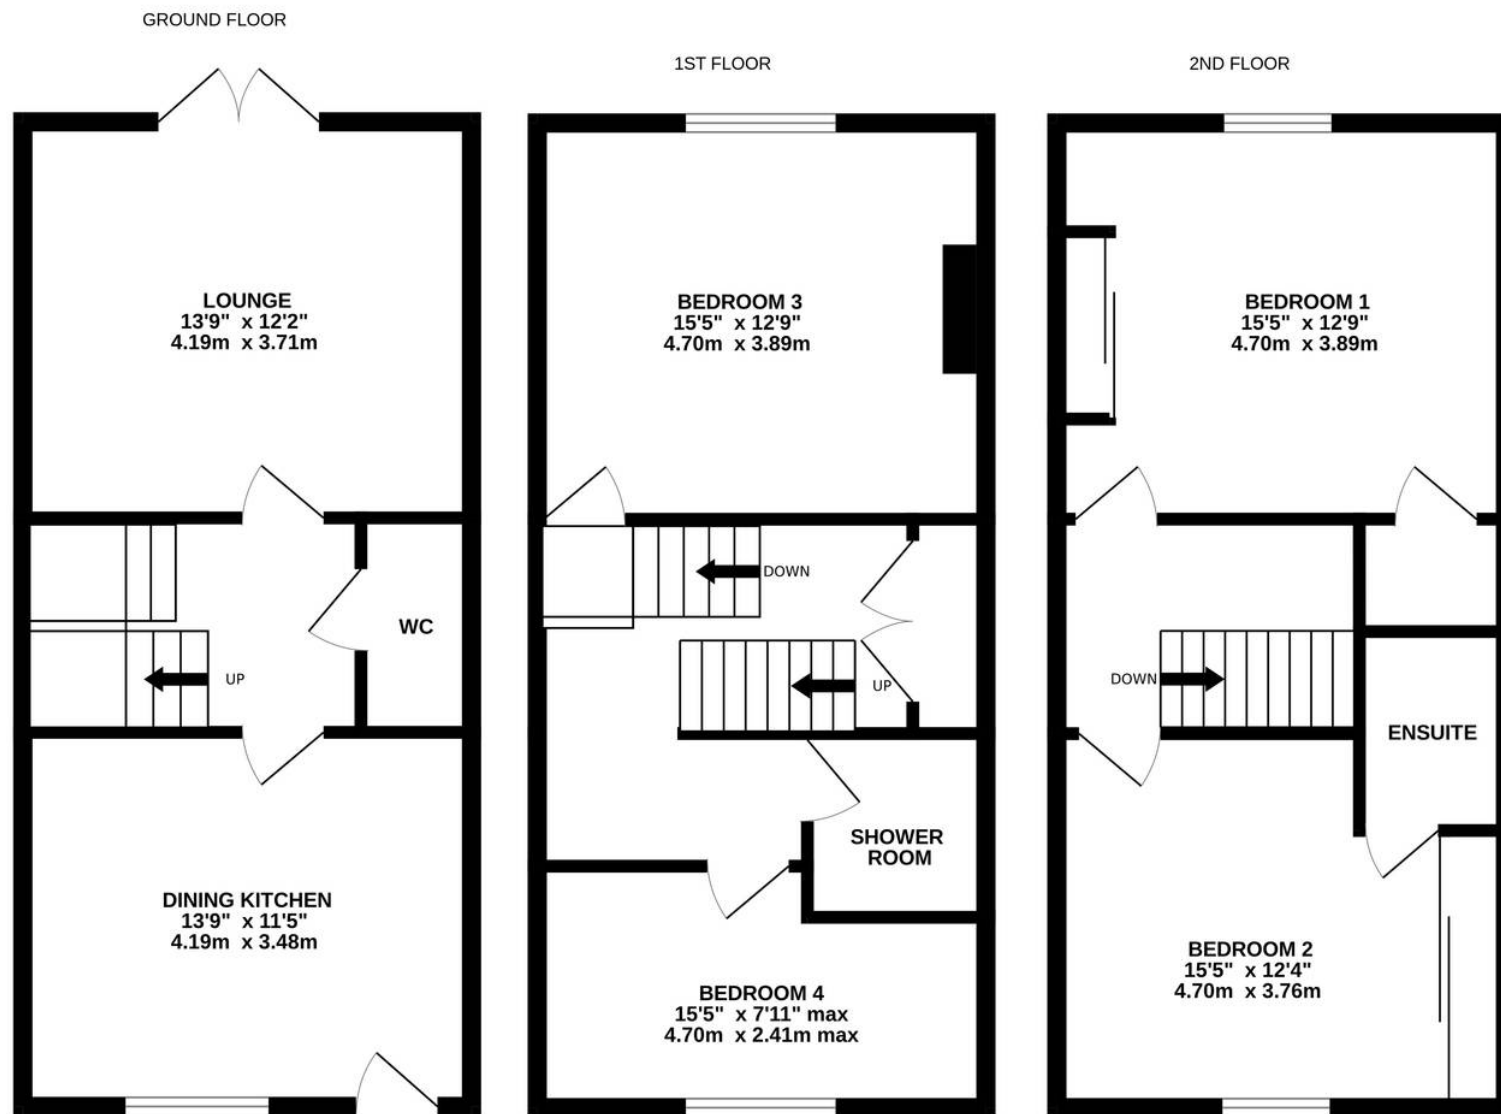 GROUND FLOOR
LOUNGE
13'9" x 12'2"
4.19m x 3.71m
WC
UP
DINING KITCHEN
13'9" x 11'5"
4.19m x 3.48m
1ST FLOOR
BEDROOM 3
15'5" x 12'9"
4.70m x 3.89m
DOWN
UP
SHOWER
ROOM
BEDROOM 4
15'5" x 7'11" max
4.70m x 2.41m max
2ND FLOOR
BEDROOM 1
15'5" x 12'9"
4.70m x 3.89m
DOWN
ENSUITE
BEDROOM 2
15'5" x 12'4"
4.70m x 3.76m